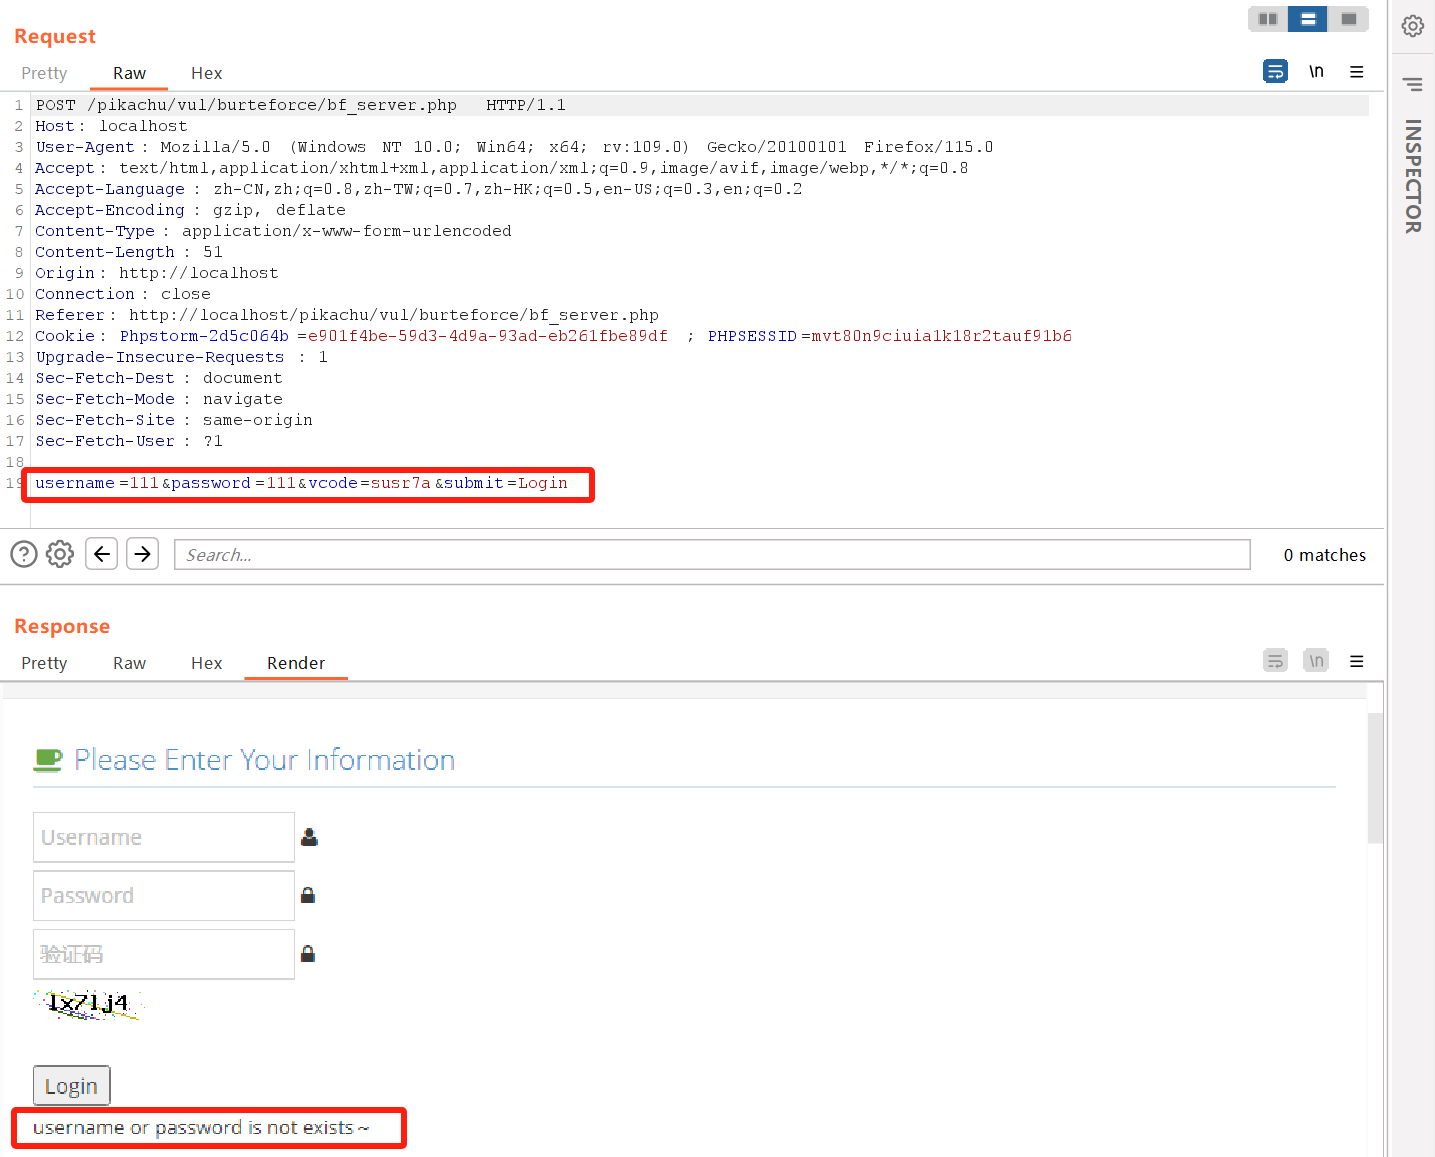 Request
Pretty Raw Hex \n
1 POST /pikachu/vul/burteforce/bf_server.php HTTP/1.1
2 Host: localhost
3 User-Agent: Mozilla/5.0 (Windows NT 10.0; Win64; x64; rv:109.0) Gecko/20100101 Firefox/115.0
4 Accept: text/html,application/xhtml+xml,application/xml;q=0.9,image/avif,image/webp,*/*;q=0.8
5 Accept-Language: zh-CN,zh;q=0.8,zh-TW;q=0.7,zh-HK;q=0.5,en-US;q=0.3,en;q=0.2
6 Accept-Encoding: gzip, deflate
7 Content-Type: application/x-www-form-urlencoded
8 Content-Length: 51
9 Origin: http://localhost
10 Connection: close
11 Referer: http://localhost/pikachu/vul/burteforce/bf_server.php
12 Cookie: Phpstorm-2d5c064b=e901f4be-59d3-4d9a-93ad-eb261fbe89df ; PHPSESSID=mvt80n9ciuia1k18r2tauf91b6
13 Upgrade-Insecure-Requests: 1
14 Sec-Fetch-Dest: document
15 Sec-Fetch-Mode: navigate
16 Sec-Fetch-Site: same-origin
17 Sec-Fetch-User: ?1
18
19 username=111&password=111&vcode=susr7a&submit=Login
Search... 0 matches
INSPECTOR
Response
Pretty Raw Hex Render \n
Please Enter Your Information
Username
Password
验证码
Login
username or password is not exists~